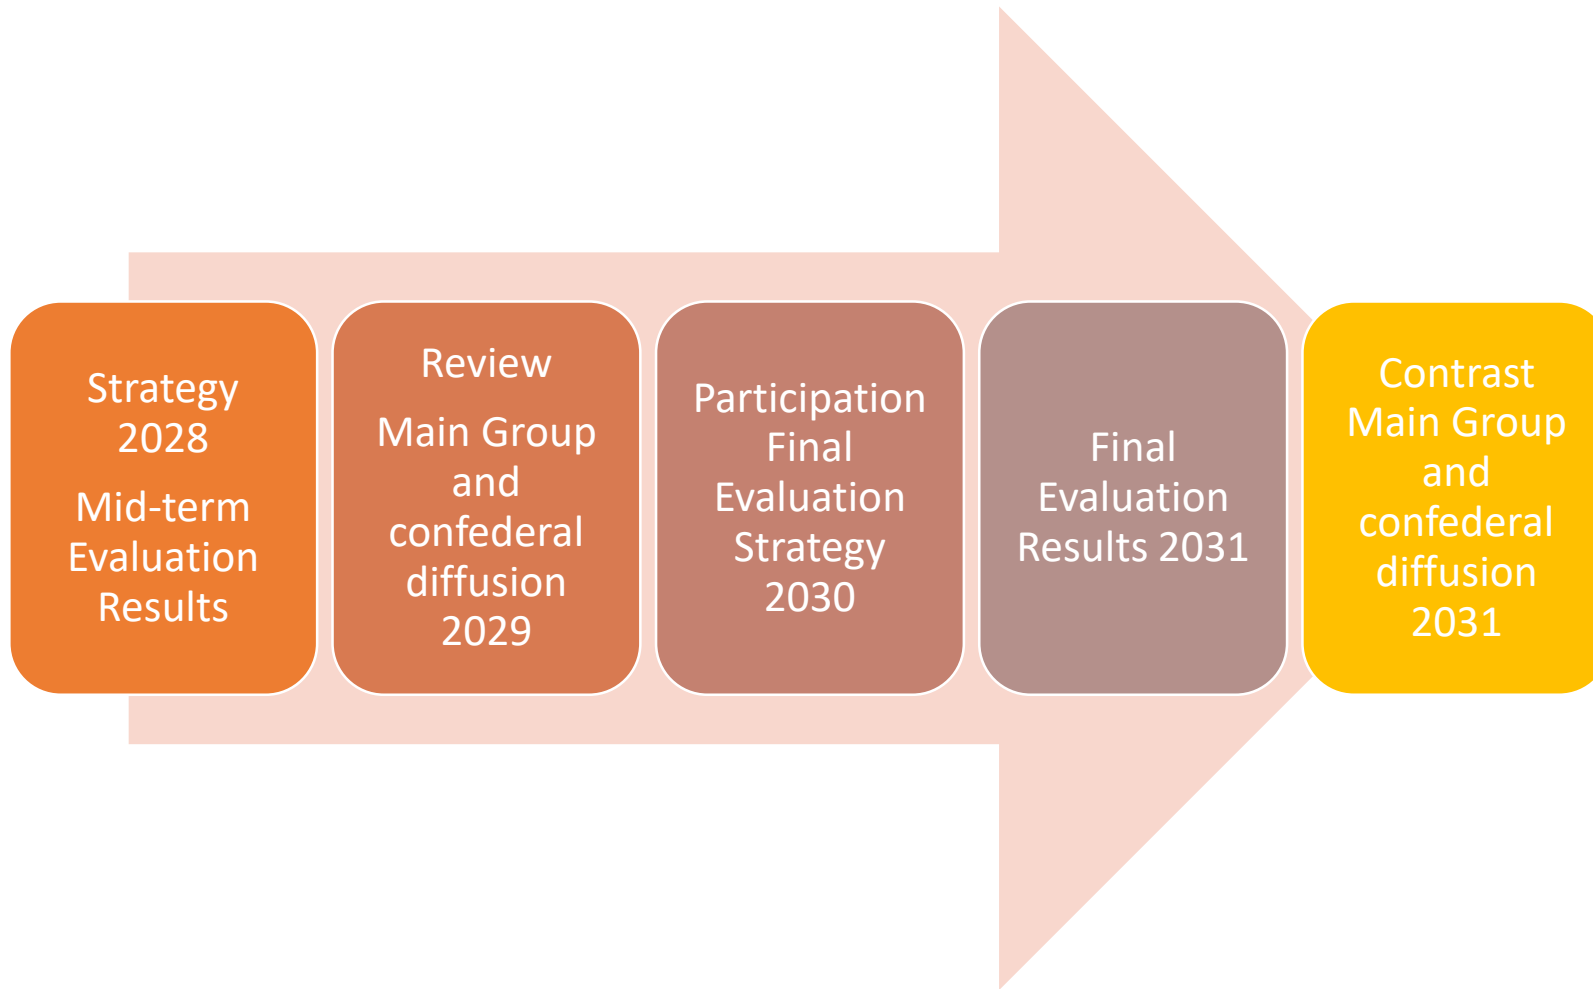 Strategy
2028
Mid-term
Evaluation
Results
Review
Main Group
and
confederal
diffusion
2029
Participation
Final
Evaluation
Strategy
2030
Final
Evaluation
Results 2031
Contrast
Main Group
and
confederal
diffusion
2031